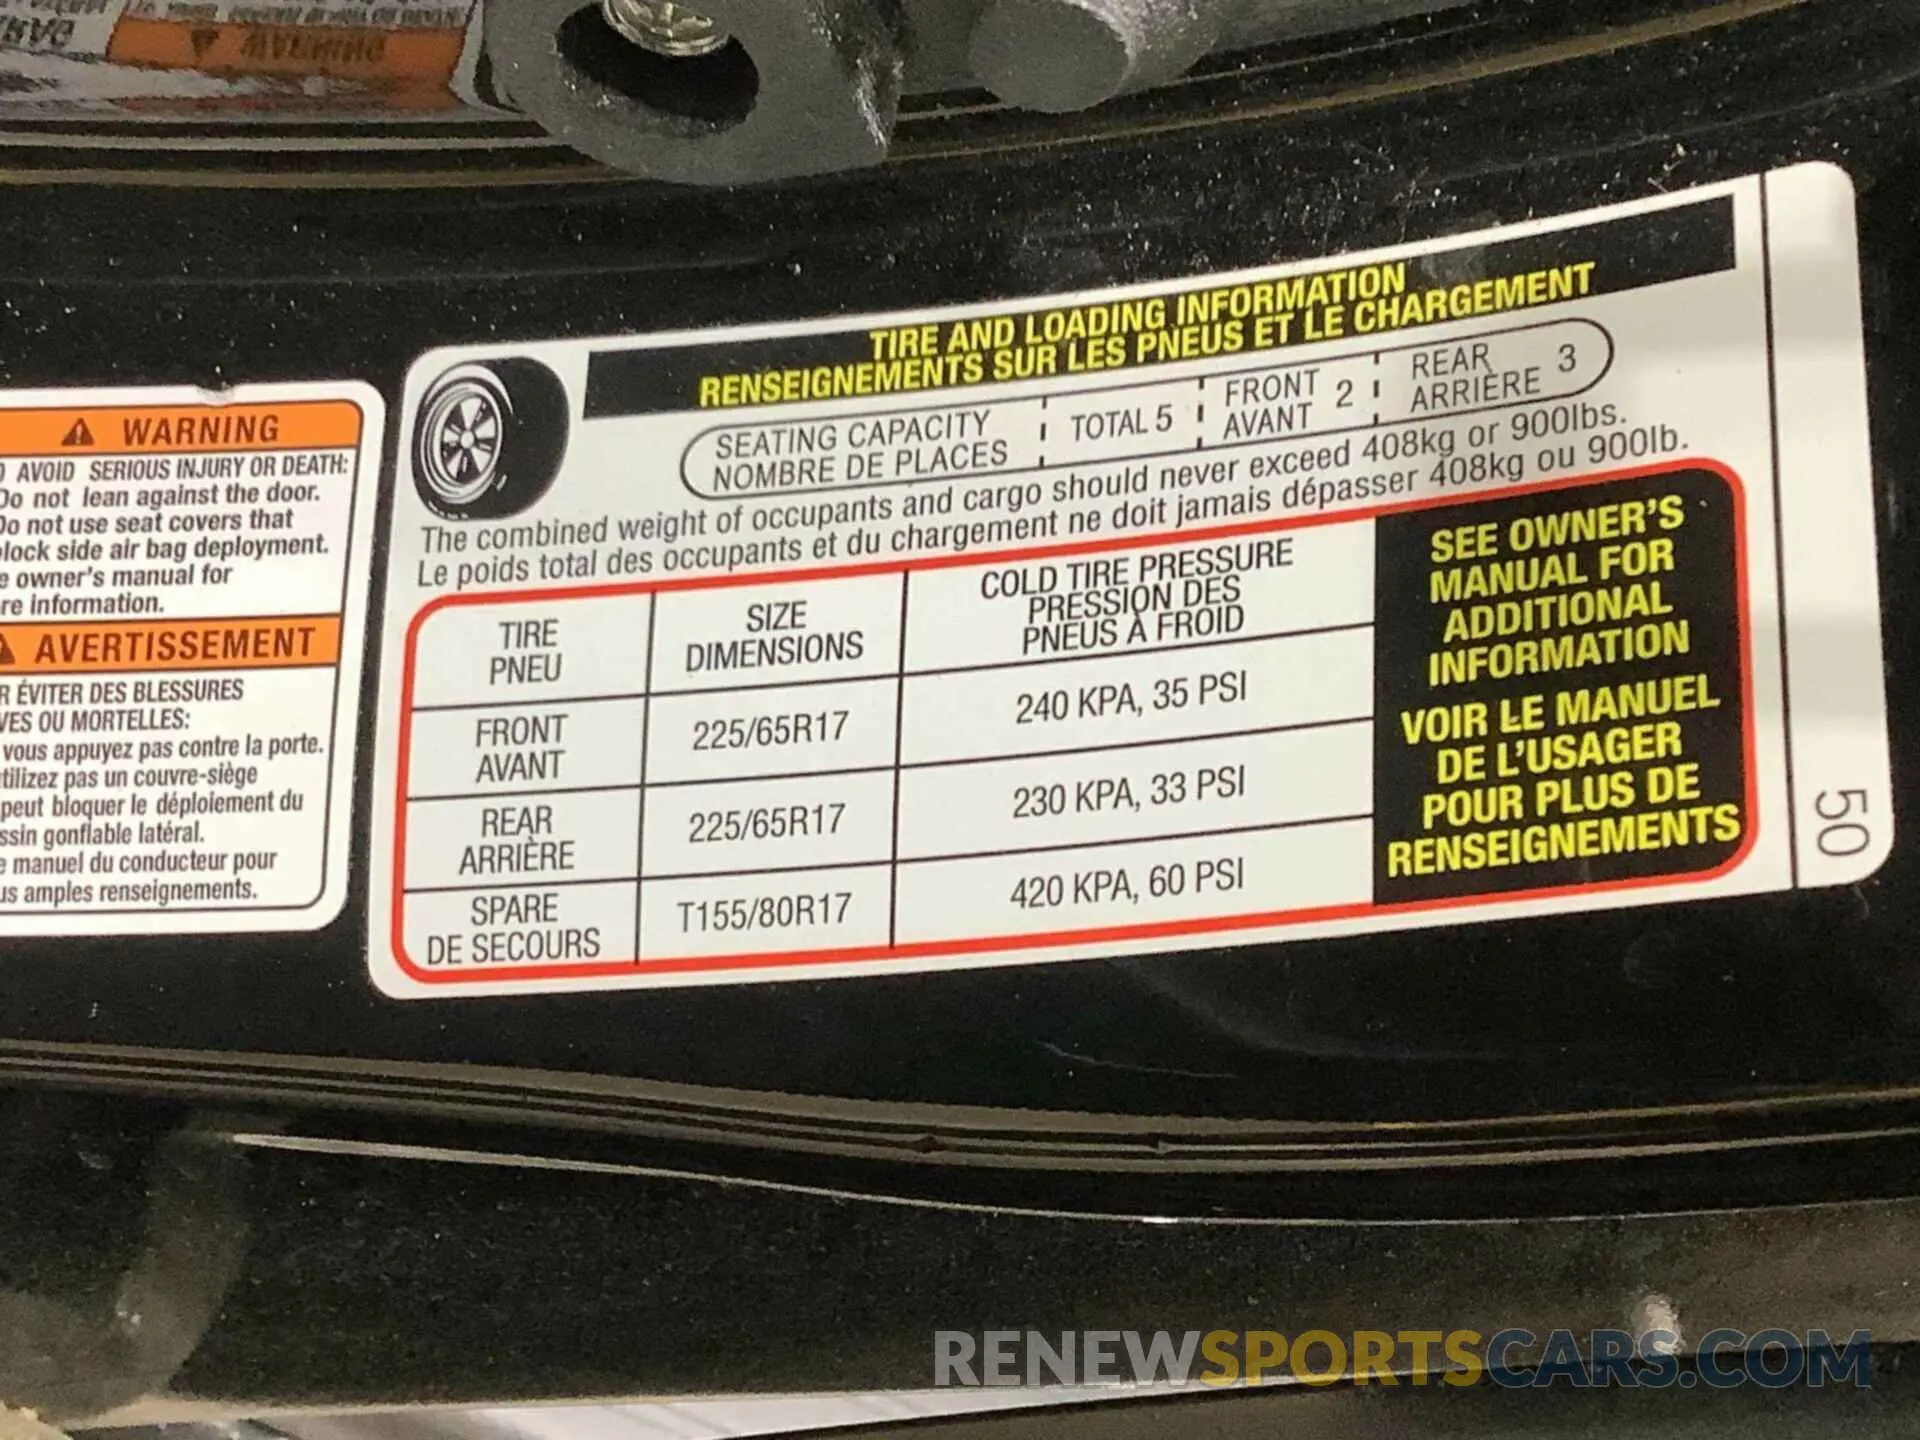 WARNING
TIRE AND LOADING INFORMATION
RENSEIGNEMENTS SUR LES PNEUS ET LE CHARGEMENT
SEATING CAPACITY
NOMBRE DE PLACES
TOTAL 5
FRONT
AVANT
2
REAR
ARRIÈRE
3
The combined weight of occupants and cargo should never exceed 408kg or 900lbs.
Le poids total des occupants et du chargement ne doit jamais dépasser 408kg ou 900lb.
TIRE
PNEU
SIZE
DIMENSIONS
COLD TIRE PRESSURE
PRESSION DES
PNEUS À FROID
FRONT
AVANT
225/65R17
240 KPA, 35 PSI
REAR
ARRIÈRE
225/65R17
230 KPA, 33 PSI
SPARE
DE SECOURS
T155/80R17
420 KPA, 60 PSI
SEE OWNER'S
MANUAL FOR
ADDITIONAL
INFORMATION
VOIR LE MANUEL
DE L'USAGER
POUR PLUS DE
RENSEIGNEMENTS
50
WARNING
AVOID SERIOUS INJURY OR DEATH:
Do not lean against the door.
Do not use seat covers that
lock side air bag deployment.
e owner's manual for
re information.
AVERTISSEMENT
R ÉVITER DES BLESSURES
VES OU MORTELLES:
vous appuyez pas contre la porte.
tilizez pas un couvre-siège
peut bloquer le déploiement du
ssin gonflable latéral.
e manuel du conducteur pour
us amples renseignements.
RENEWSPORTSCARS.COM